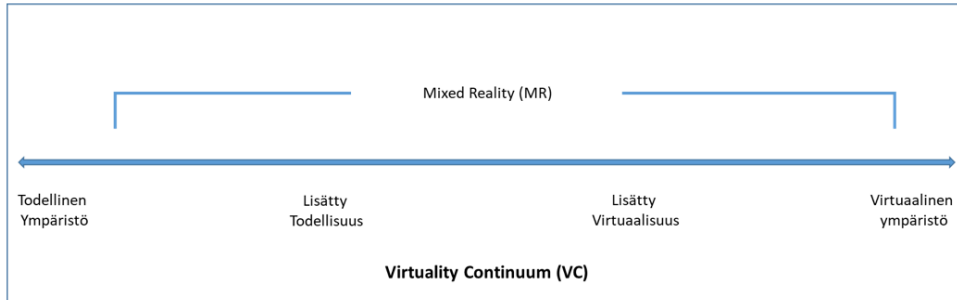 Mixed Reality (MR)
Todellinen
Ympäristö
Lisätty
Todellisuus
Lisätty
Virtuaalisuus
Virtuaalinen
ympäristö
Virtuality Continuum (VC)